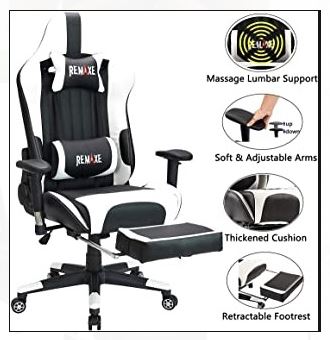 REMAXE
REMAXE
REMAXE
Massage Lumbar Support
up
down
Soft & Adjustable Arms
Thickened Cushion
Retractable Footrest